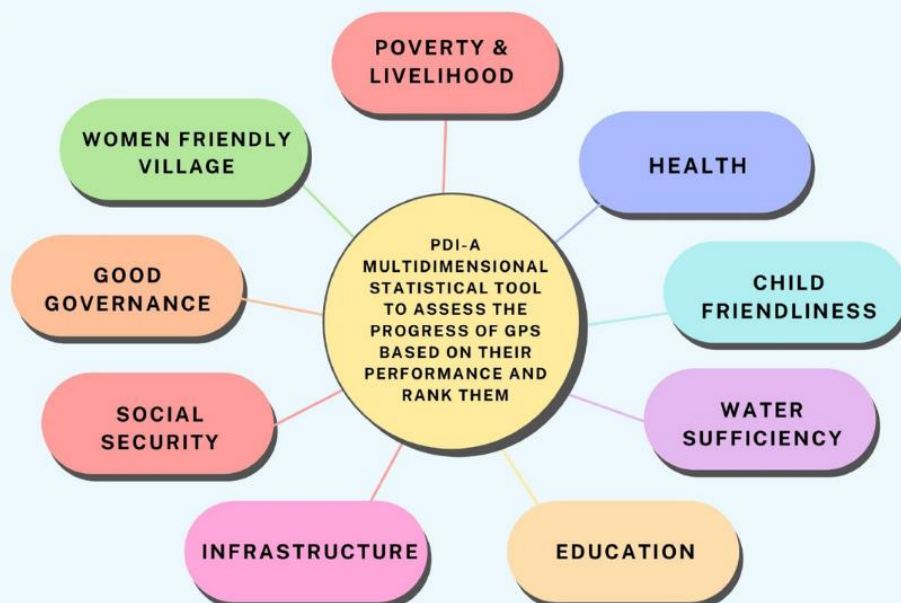 POVERTY &
LIVELIHOOD
WOMEN FRIENDLY
VILLAGE
HEALTH
GOOD
GOVERNANCE
PDI-A
MULTIDIMENSIONAL
STATISTICAL TOOL
TO ASSESS THE
PROGRESS OF GPS
BASED ON THEIR
PERFORMANCE AND
RANK THEM
CHILD
FRIENDLINESS
SOCIAL
SECURITY
WATER
SUFFICIENCY
INFRASTRUCTURE
EDUCATION